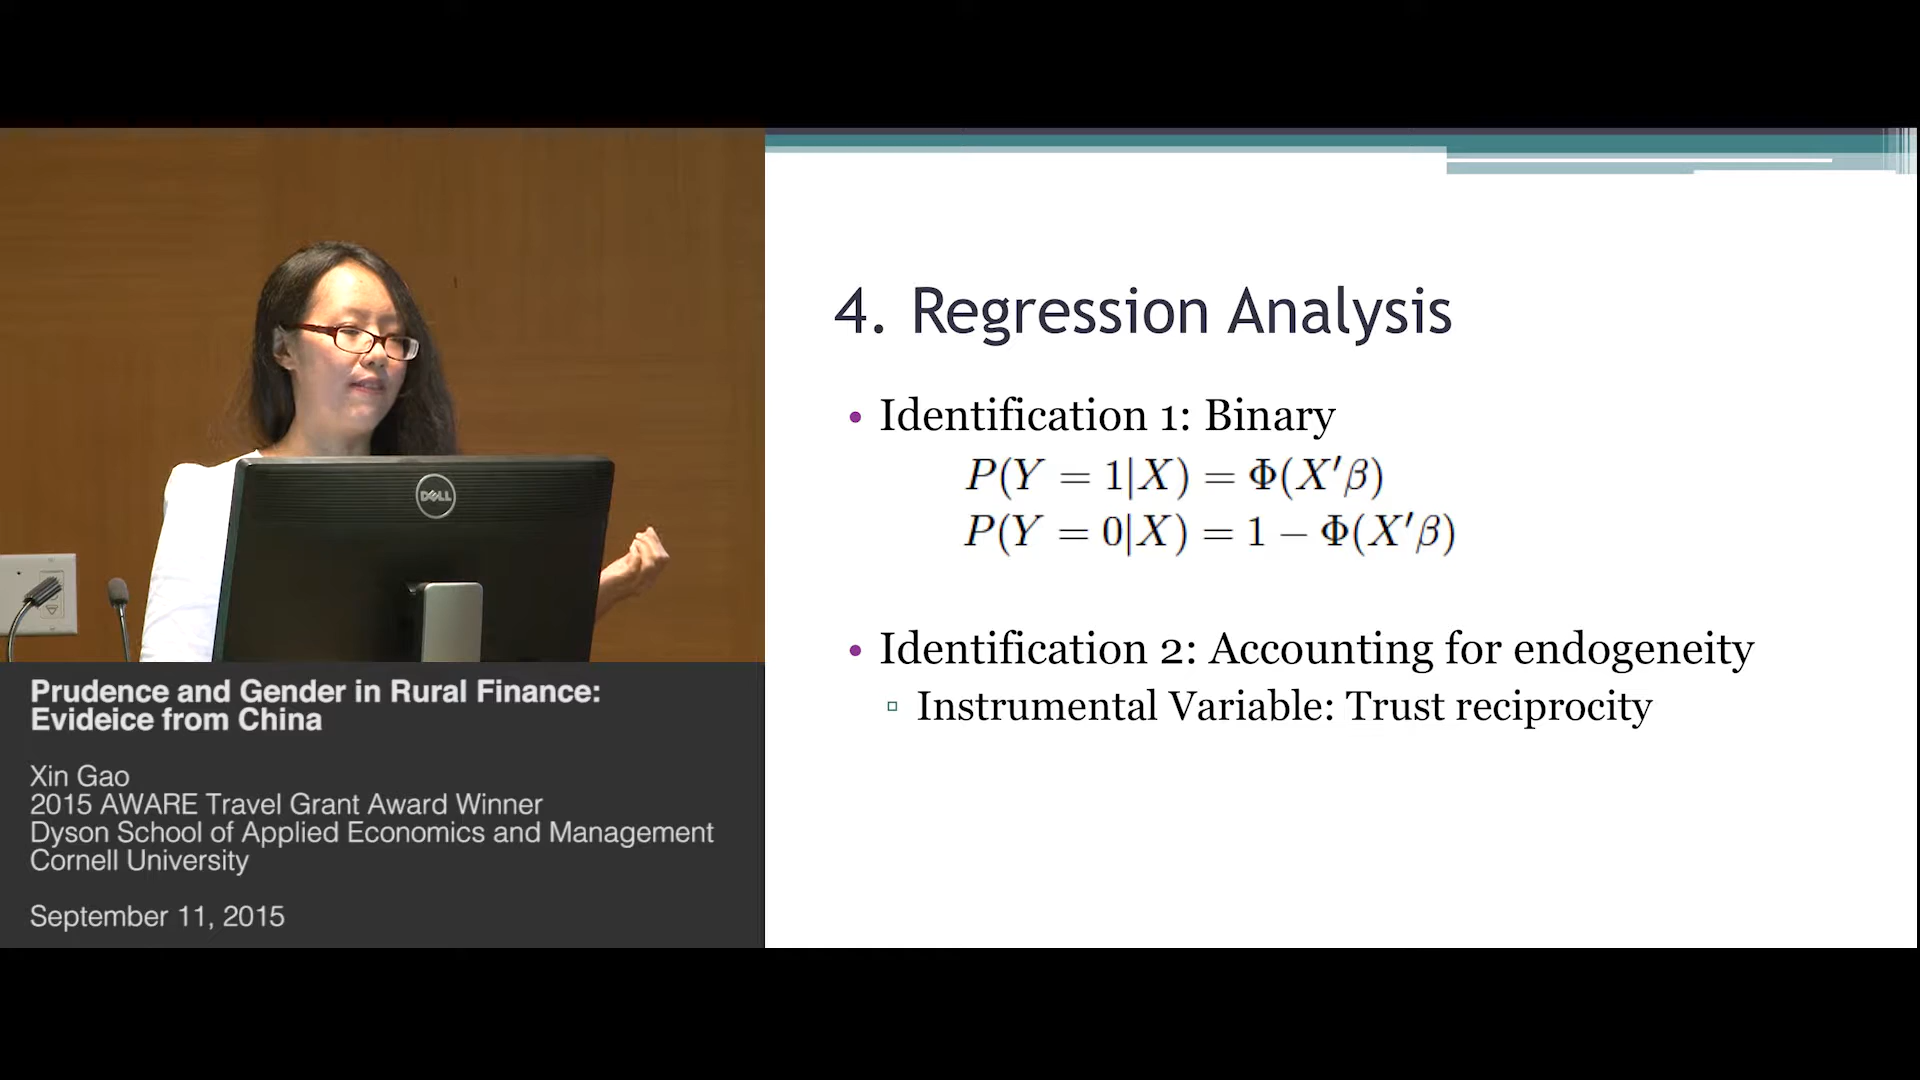 DELL
Prudence and Gender in Rural Finance:
Evideice from China
Xin Gao
2015 AWARE Travel Grant Award Winner
Dyson School of Applied Economics and Management
Cornell University
September 11, 2015
4. Regression Analysis
• Identification 1: Binary
P(Y = 1|X) = Φ(X′β)
P(Y = 0|X) = 1 − Φ(X′β)
• Identification 2: Accounting for endogeneity
▫ Instrumental Variable: Trust reciprocity